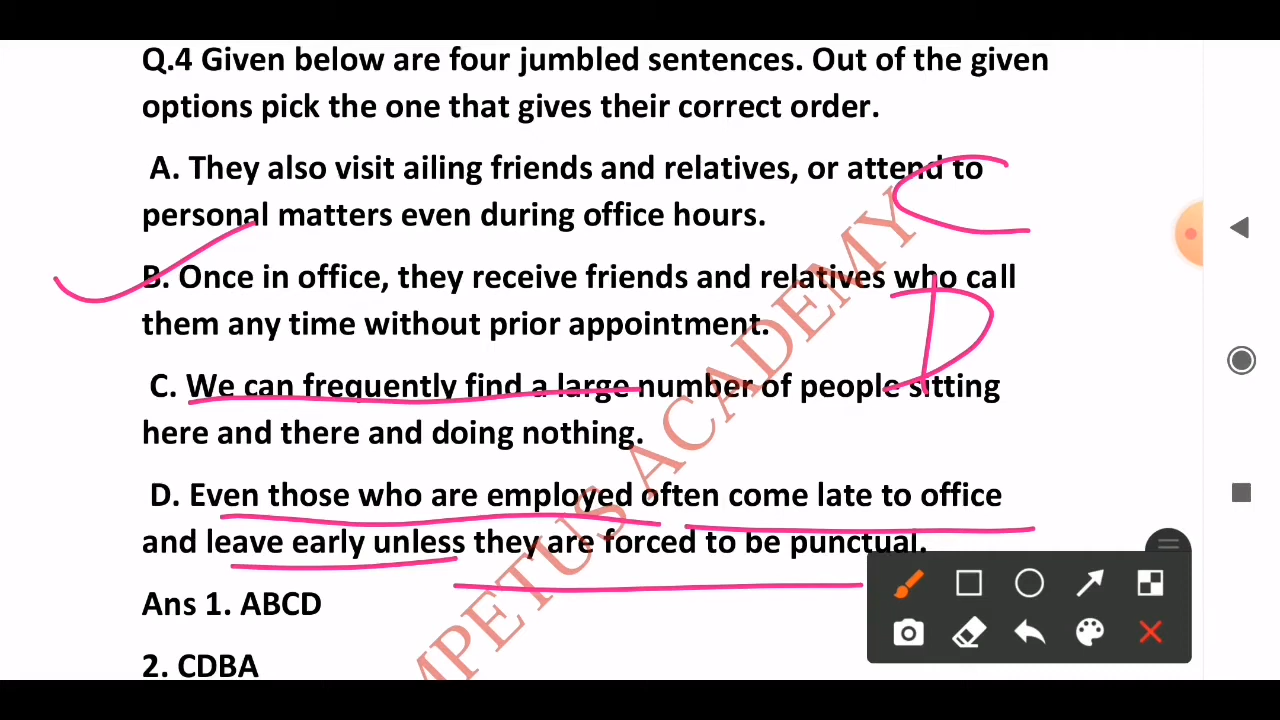 Q.4 Given below are four jumbled sentences. Out of the given
options pick the one that gives their correct order.
A. They also visit ailing friends and relatives, or attend to
personal matters even during office hours.
B. Once in office, they receive friends and relatives who call
them any time without prior appointment.
C. We can frequently find a large number of people sitting
here and there and doing nothing.
D. Even those who are employed often come late to office
and leave early unless they are forced to be punctual.
Ans 1. ABCD
2. CDBA
C
D
MPETUS ACADEMY